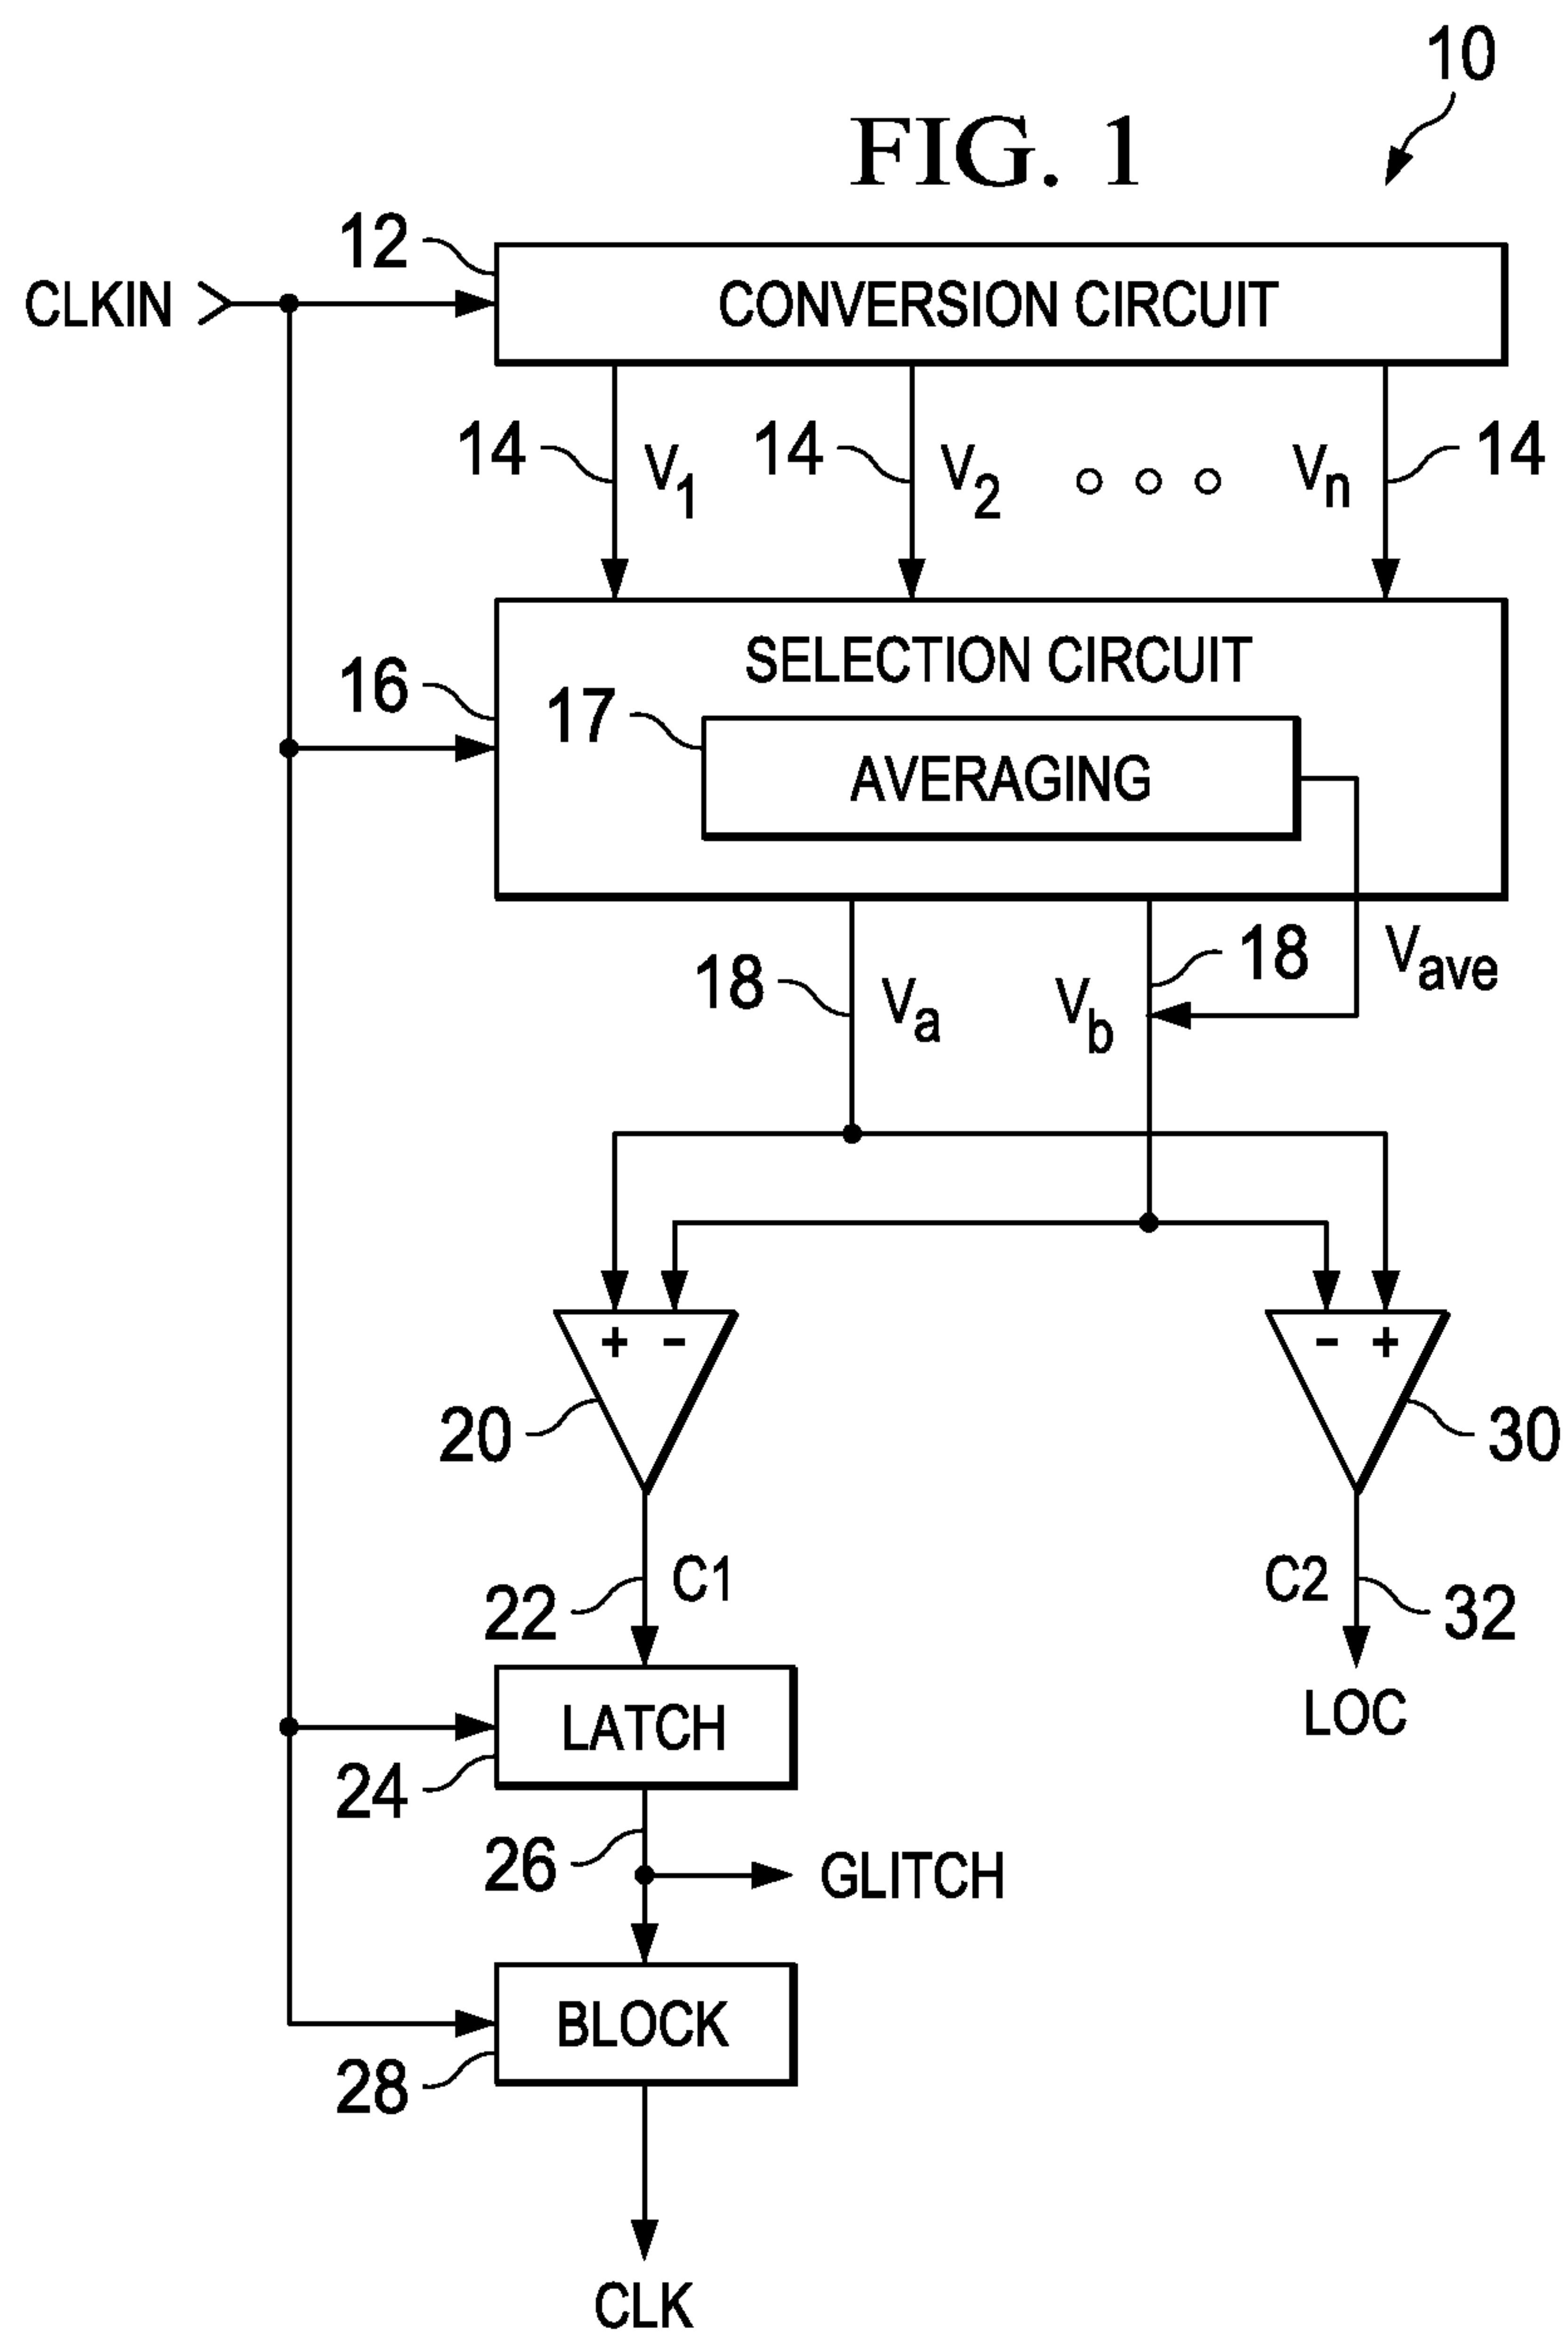 10
FIG. 1
12
CLKIN
CONVERSION CIRCUIT
14 V1 14 V2 Vn 14
SELECTION CIRCUIT
16
17
AVERAGING
18 Va Vb 18 Vave
+ - - +
20 30
C1 C2
22 32
LATCH LOC
24
26 GLITCH
BLOCK
28
CLK